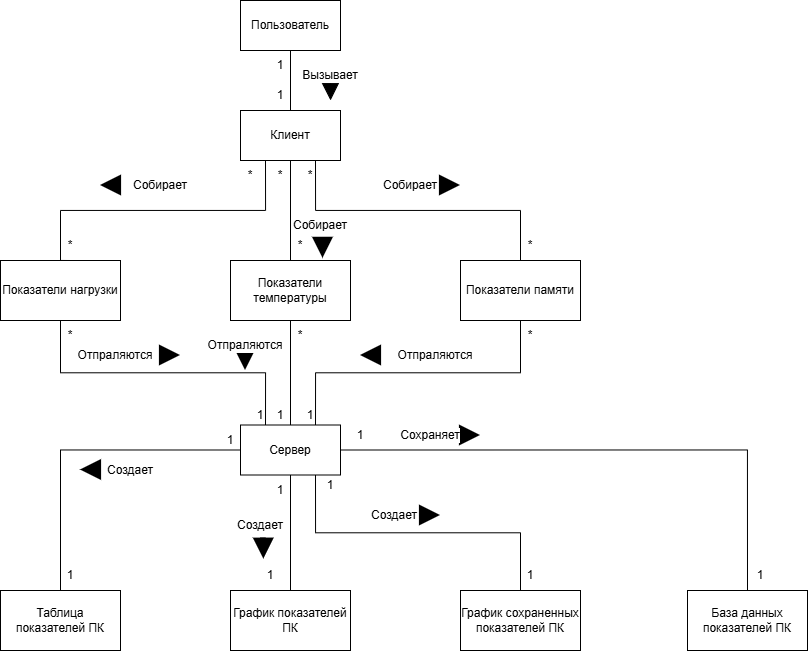 Пользователь
1
Вызывает
1
Клиент
*
*
*
Собирает
Собирает
Собирает
*
*
*
Показатели нагрузки
Показатели
температуры
Показатели памяти
*
*
*
Отпраляются
Отпраляются
Отпраляются
1
1
1
1
Сервер
1
Сохраняет
Создает
1
1
Создает
Создает
1
1
1
1
Таблица
показателей ПК
График показателей
ПК
График сохраненных
показателей ПК
База данных
показателей ПК